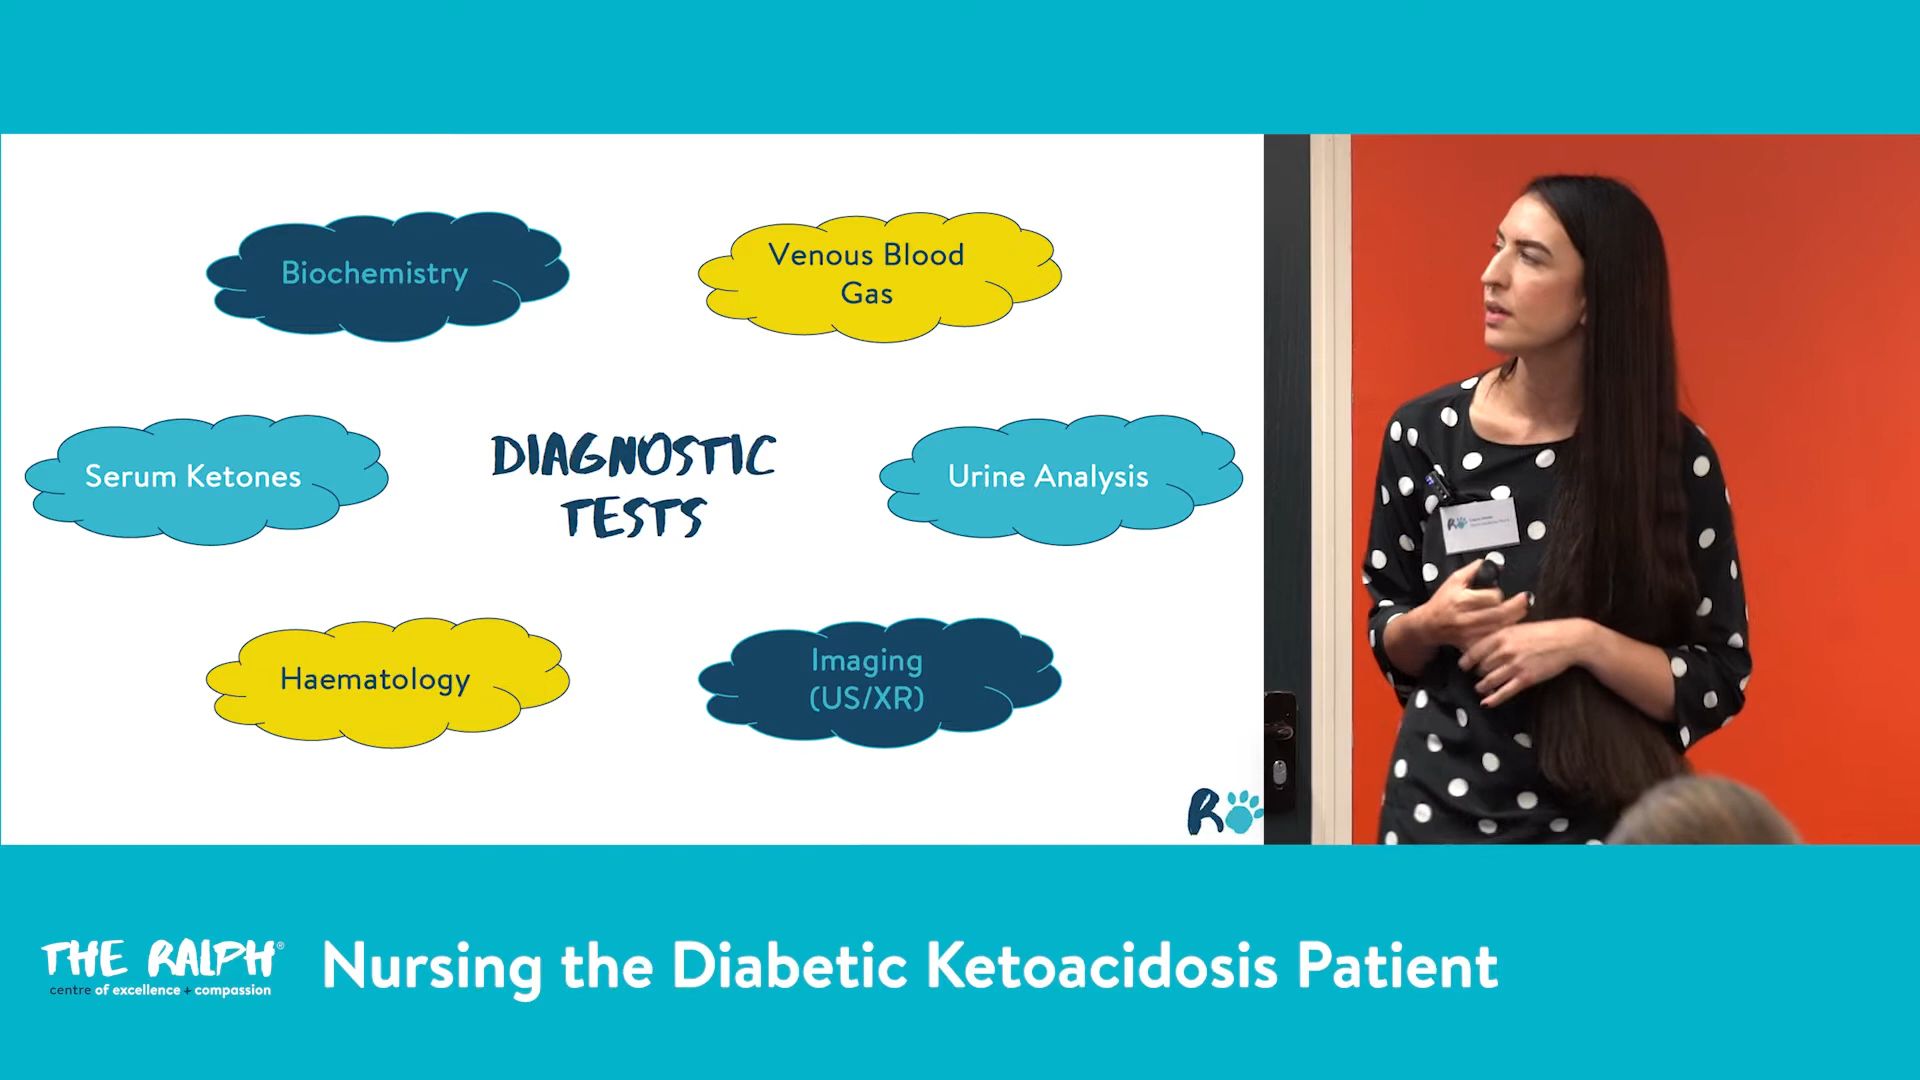 Biochemistry
Venous Blood
Gas
Serum Ketones
DIAGNOSTIC
TESTS
Urine Analysis
Haematology
Imaging
(US/XR)
R
R
THE RALPH®
centre of excellence + compassion
Nursing the Diabetic Ketoacidosis Patient